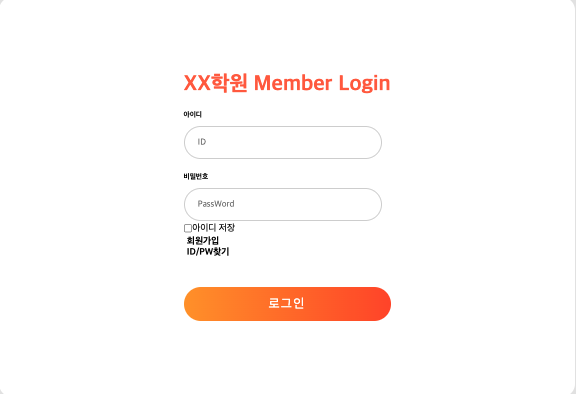 XX학원 Member Login
아이디
ID
비밀번호
PassWord
아이디 저장
회원가입
ID/PW찾기
로그인